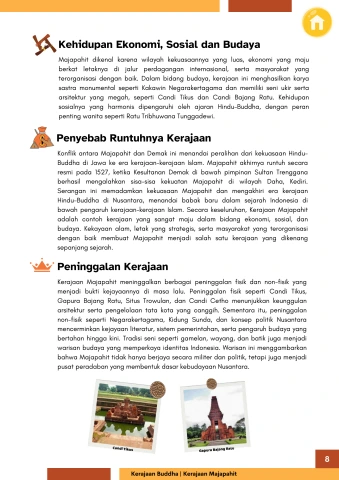 Kehidupan Ekonomi, Sosial dan Budaya
Majapahit dikenal karena wilayah kekuasaannya yang luas, ekonomi yang maju
berkat letaknya di jalur perdagangan internasional, serta masyarakat yang
terorganisasi dengan baik. Dalam bidang budaya, kerajaan ini menghasilkan karya
sastra monumental seperti Kakawin Negarakertagama dan memiliki seni ukir serta
arsitektur yang megah, seperti Candi Tikus dan Candi Bajang Ratu. Kehidupan
sosialnya yang harmonis dipengaruhi oleh ajaran Hindu-Buddha, dengan peran
penting wanita seperti Ratu Tribhuwana Tunggadewi.
Penyebab Runtuhnya Kerajaan
Konflik antara Majapahit dan Demak ini menandai peralihan dari kekuasaan Hindu-
Buddha di Jawa ke era kerajaan-kerajaan Islam. Majapahit akhirnya runtuh secara
resmi pada 1527, ketika Kesultanan Demak di bawah pimpinan Sultan Trenggana
berhasil mengalahkan sisa-sisa kekuatan Majapahit di wilayah Daha, Kediri.
Serangan ini memadamkan kekuasaan Majapahit dan mengakhiri era kerajaan
Hindu-Buddha di Nusantara, menandai babak baru dalam sejarah Indonesia di
bawah pengaruh kerajaan-kerajaan Islam. Secara keseluruhan, Kerajaan Majapahit
adalah contoh kerajaan yang sangat maju dalam bidang ekonomi, sosial, dan
budaya. Kekayaan alam, letak yang strategis, serta masyarakat yang terorganisasi
dengan baik membuat Majapahit menjadi salah satu kerajaan yang dikenang
sepanjang sejarah.
Peninggalan Kerajaan
Kerajaan Majapahit meninggalkan berbagai peninggalan fisik dan non-fisik yang
menjadi bukti kejayaannya di masa lalu. Peninggalan fisik seperti Candi Tikus,
Gapura Bajang Ratu, Situs Trowulan, dan Candi Cetho menunjukkan keunggulan
arsitektur serta pengelolaan tata kota yang canggih. Sementara itu, peninggalan
non-fisik seperti Negarakertagama, Kidung Sunda, dan konsep politik Nusantara
mencerminkan kejayaan literatur, sistem pemerintahan, serta pengaruh budaya yang
bertahan hingga kini. Tradisi seni seperti gamelan, wayang, dan batik juga menjadi
warisan budaya yang memperkaya identitas Indonesia. Warisan ini menggambarkan
bahwa Majapahit tidak hanya berjaya secara militer dan politik, tetapi juga menjadi
pusat peradaban yang membentuk dasar kebudayaan Nusantara.
Candi Tikus
Gapura Bajang Ratu
8
Kerajaan Buddha | Kerajaan Majapahit